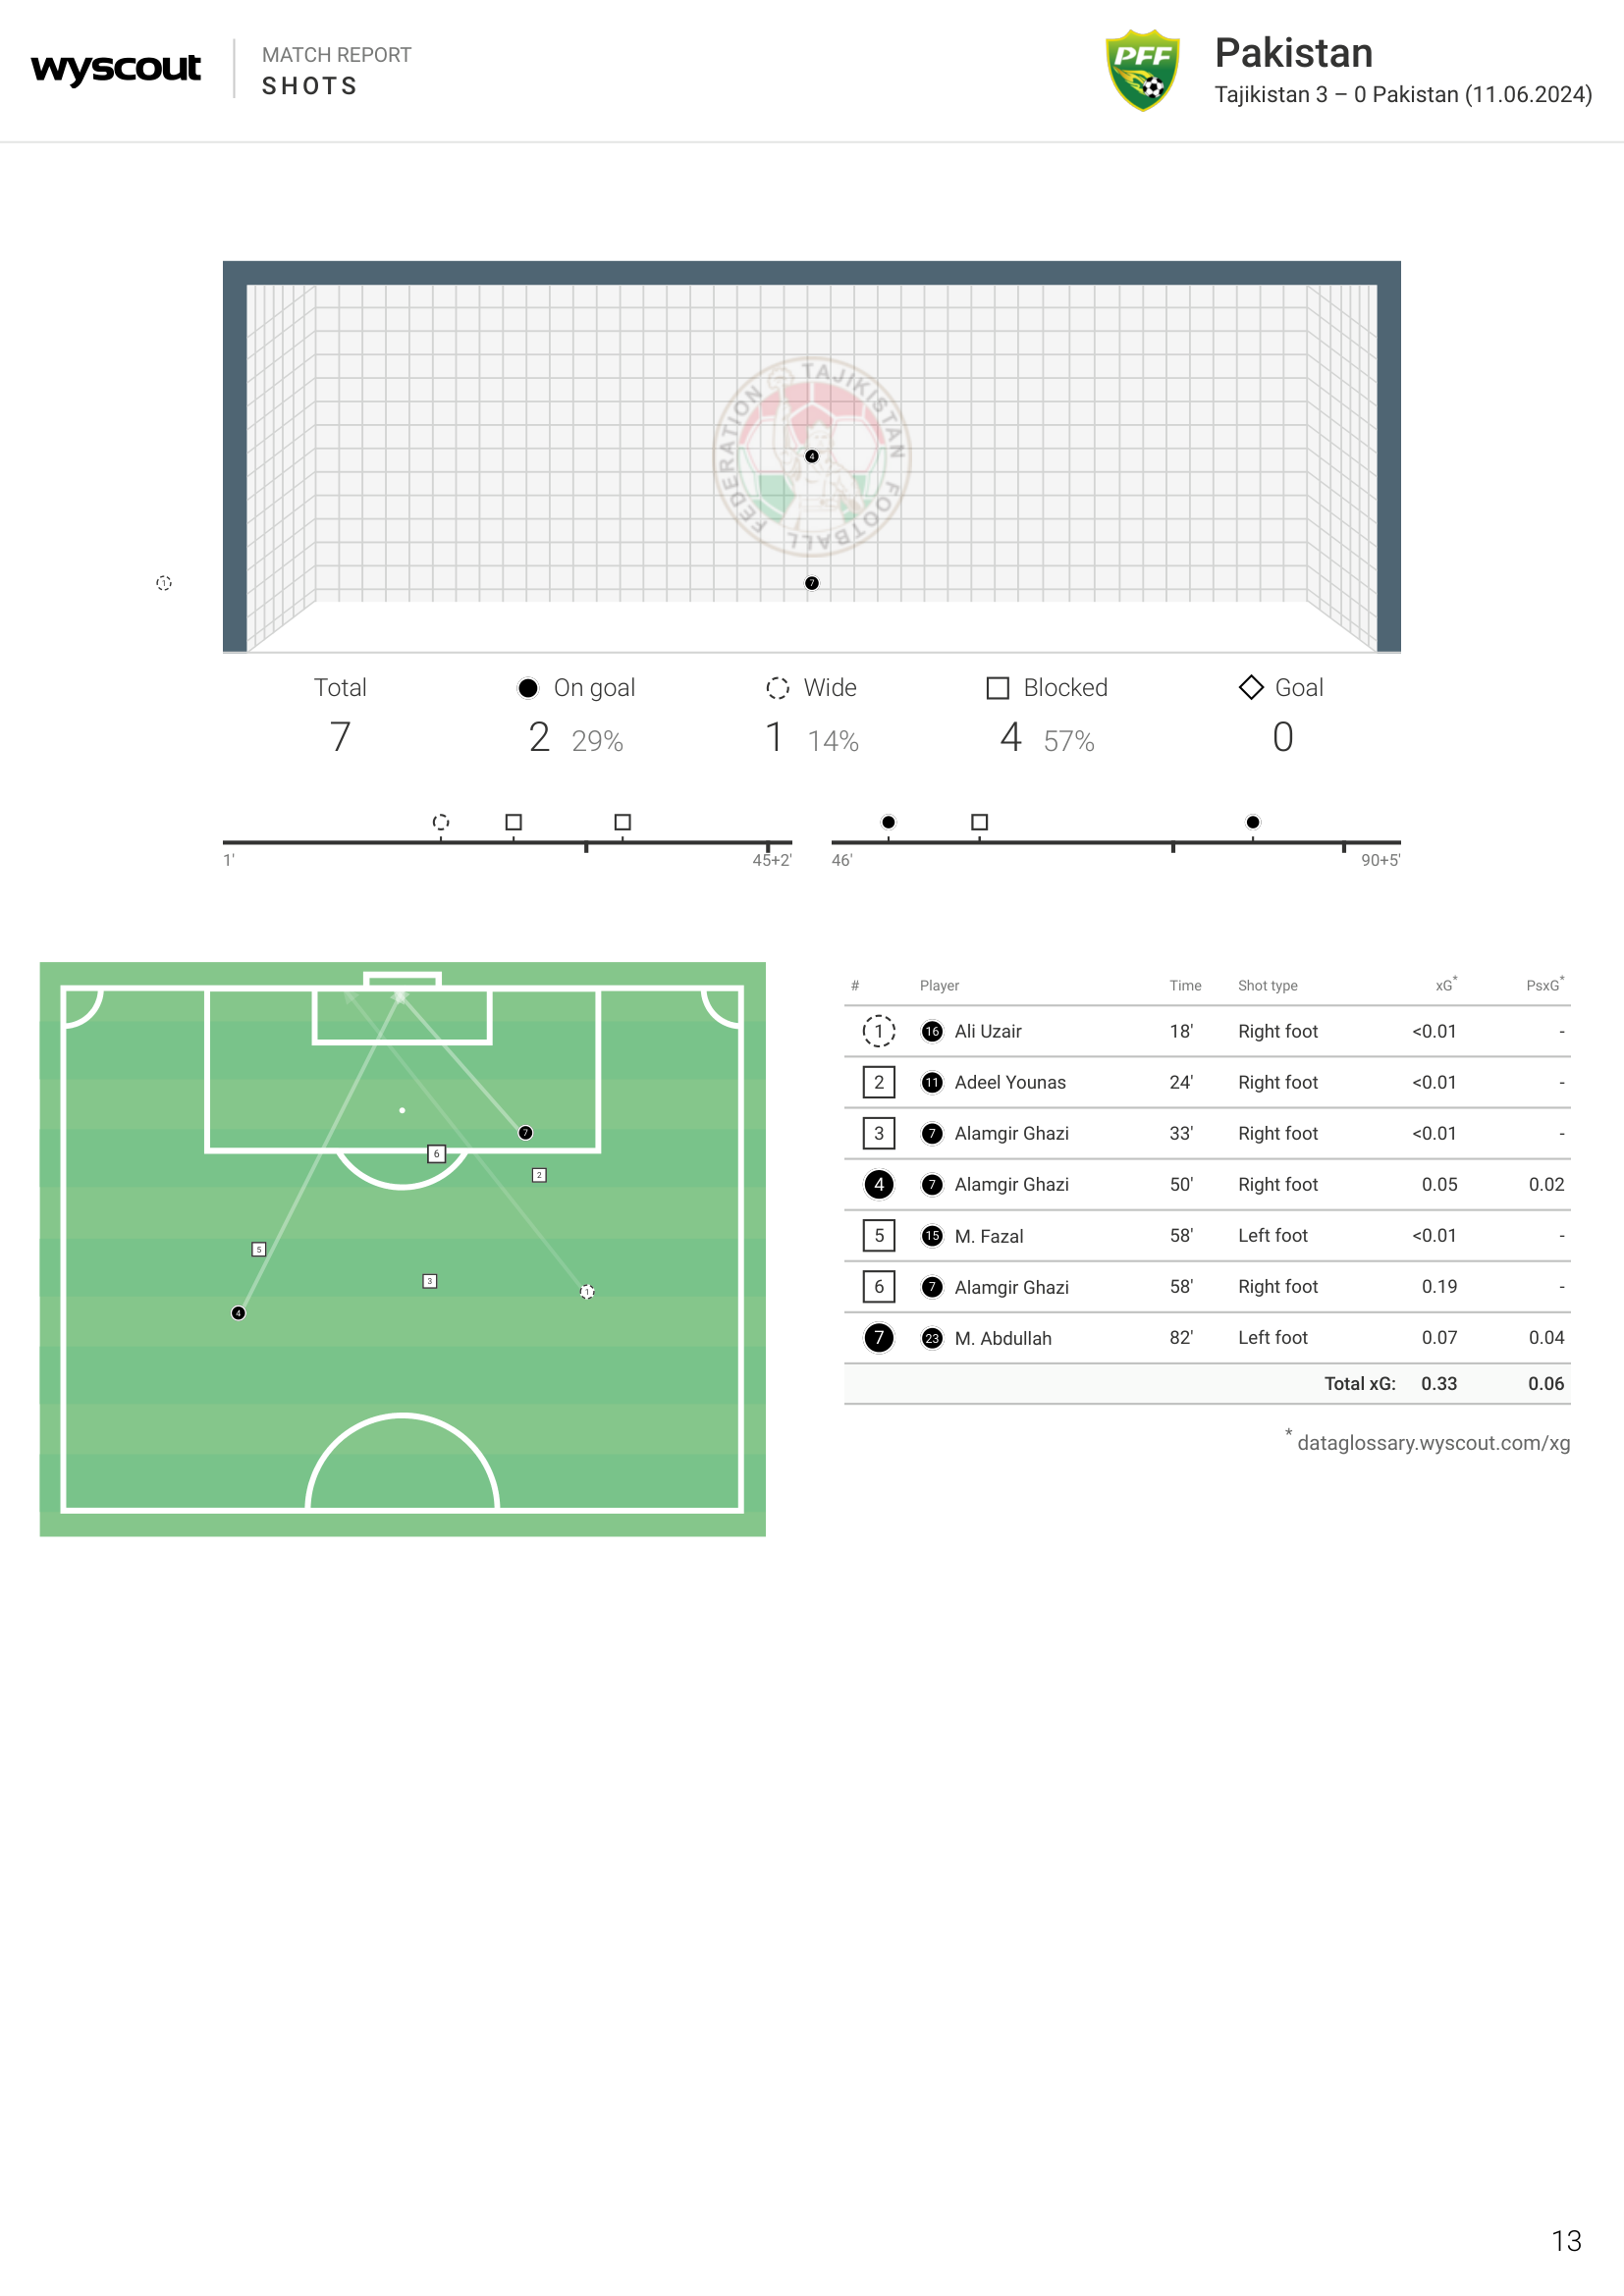 wyscout
MATCH REPORT
SHOTS
PFF
Pakistan
Tajikistan 3 – 0 Pakistan (11.06.2024)
TAJIKISTAN FOOTBALL FEDERATION
4
7
1
Total On goal Wide Blocked Goal
7 2 29% 1 14% 4 57% 0
1' 45+2' 46' 90+5'
7
6
2
5
3
1
4
# Player Time Shot type xG* PsxG*
1 16 Ali Uzair 18' Right foot <0.01 -
2 11 Adeel Younas 24' Right foot <0.01 -
3 7 Alamgir Ghazi 33' Right foot <0.01 -
4 7 Alamgir Ghazi 50' Right foot 0.05 0.02
5 15 M. Fazal 58' Left foot <0.01 -
6 7 Alamgir Ghazi 58' Right foot 0.19 -
7 23 M. Abdullah 82' Left foot 0.07 0.04
Total xG: 0.33 0.06
* dataglossary.wyscout.com/xg
13